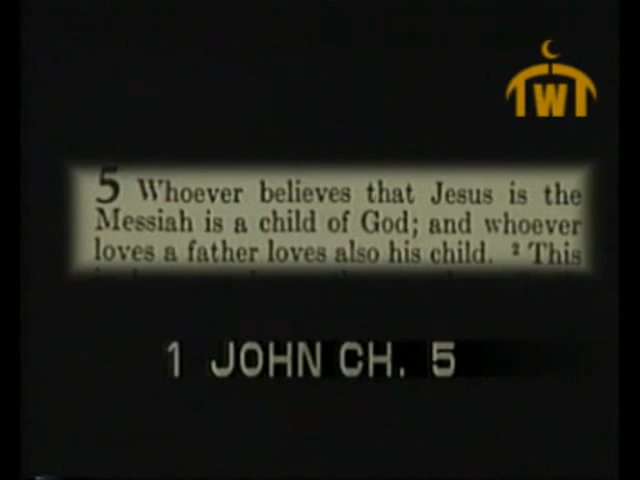 TWT
5 Whoever believes that Jesus is the
Messiah is a child of God; and whoever
loves a father loves also his child. ² This
1 JOHN CH. 5